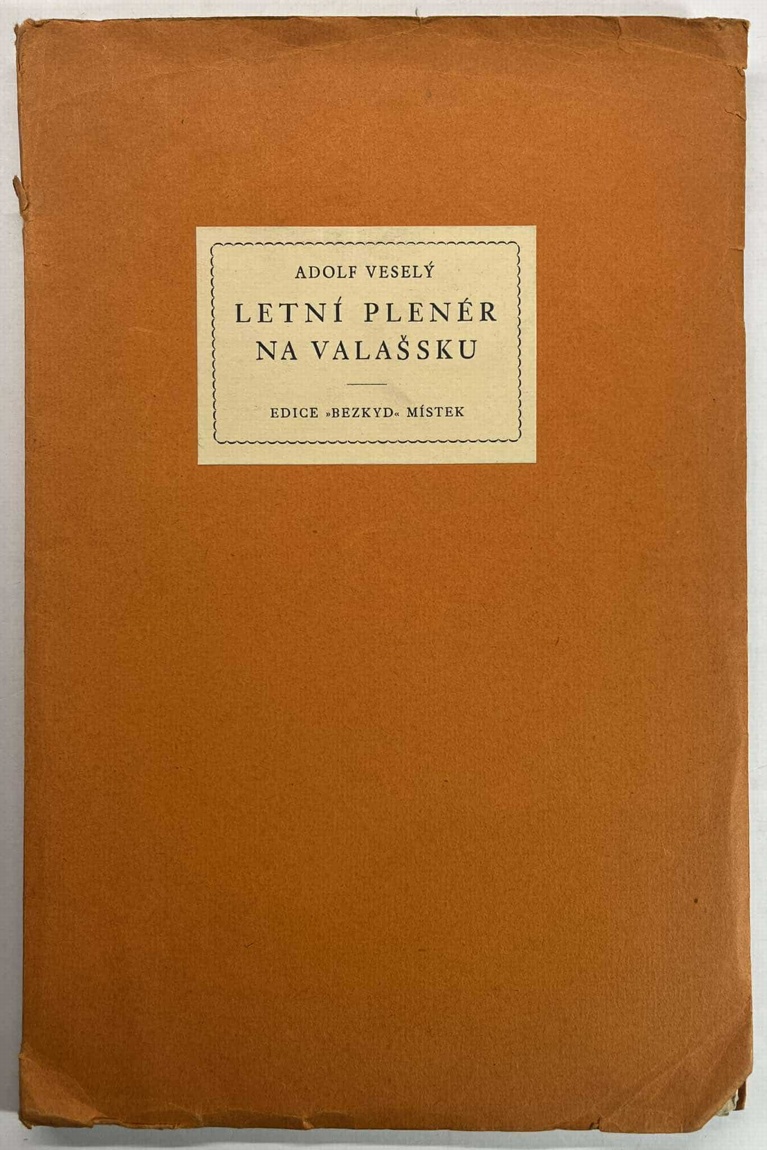 ADOLF VESELÝ
LETNÍ PLENÉR
NA VALAŠSKU
EDICE »BEZKYD« MÍSTEK